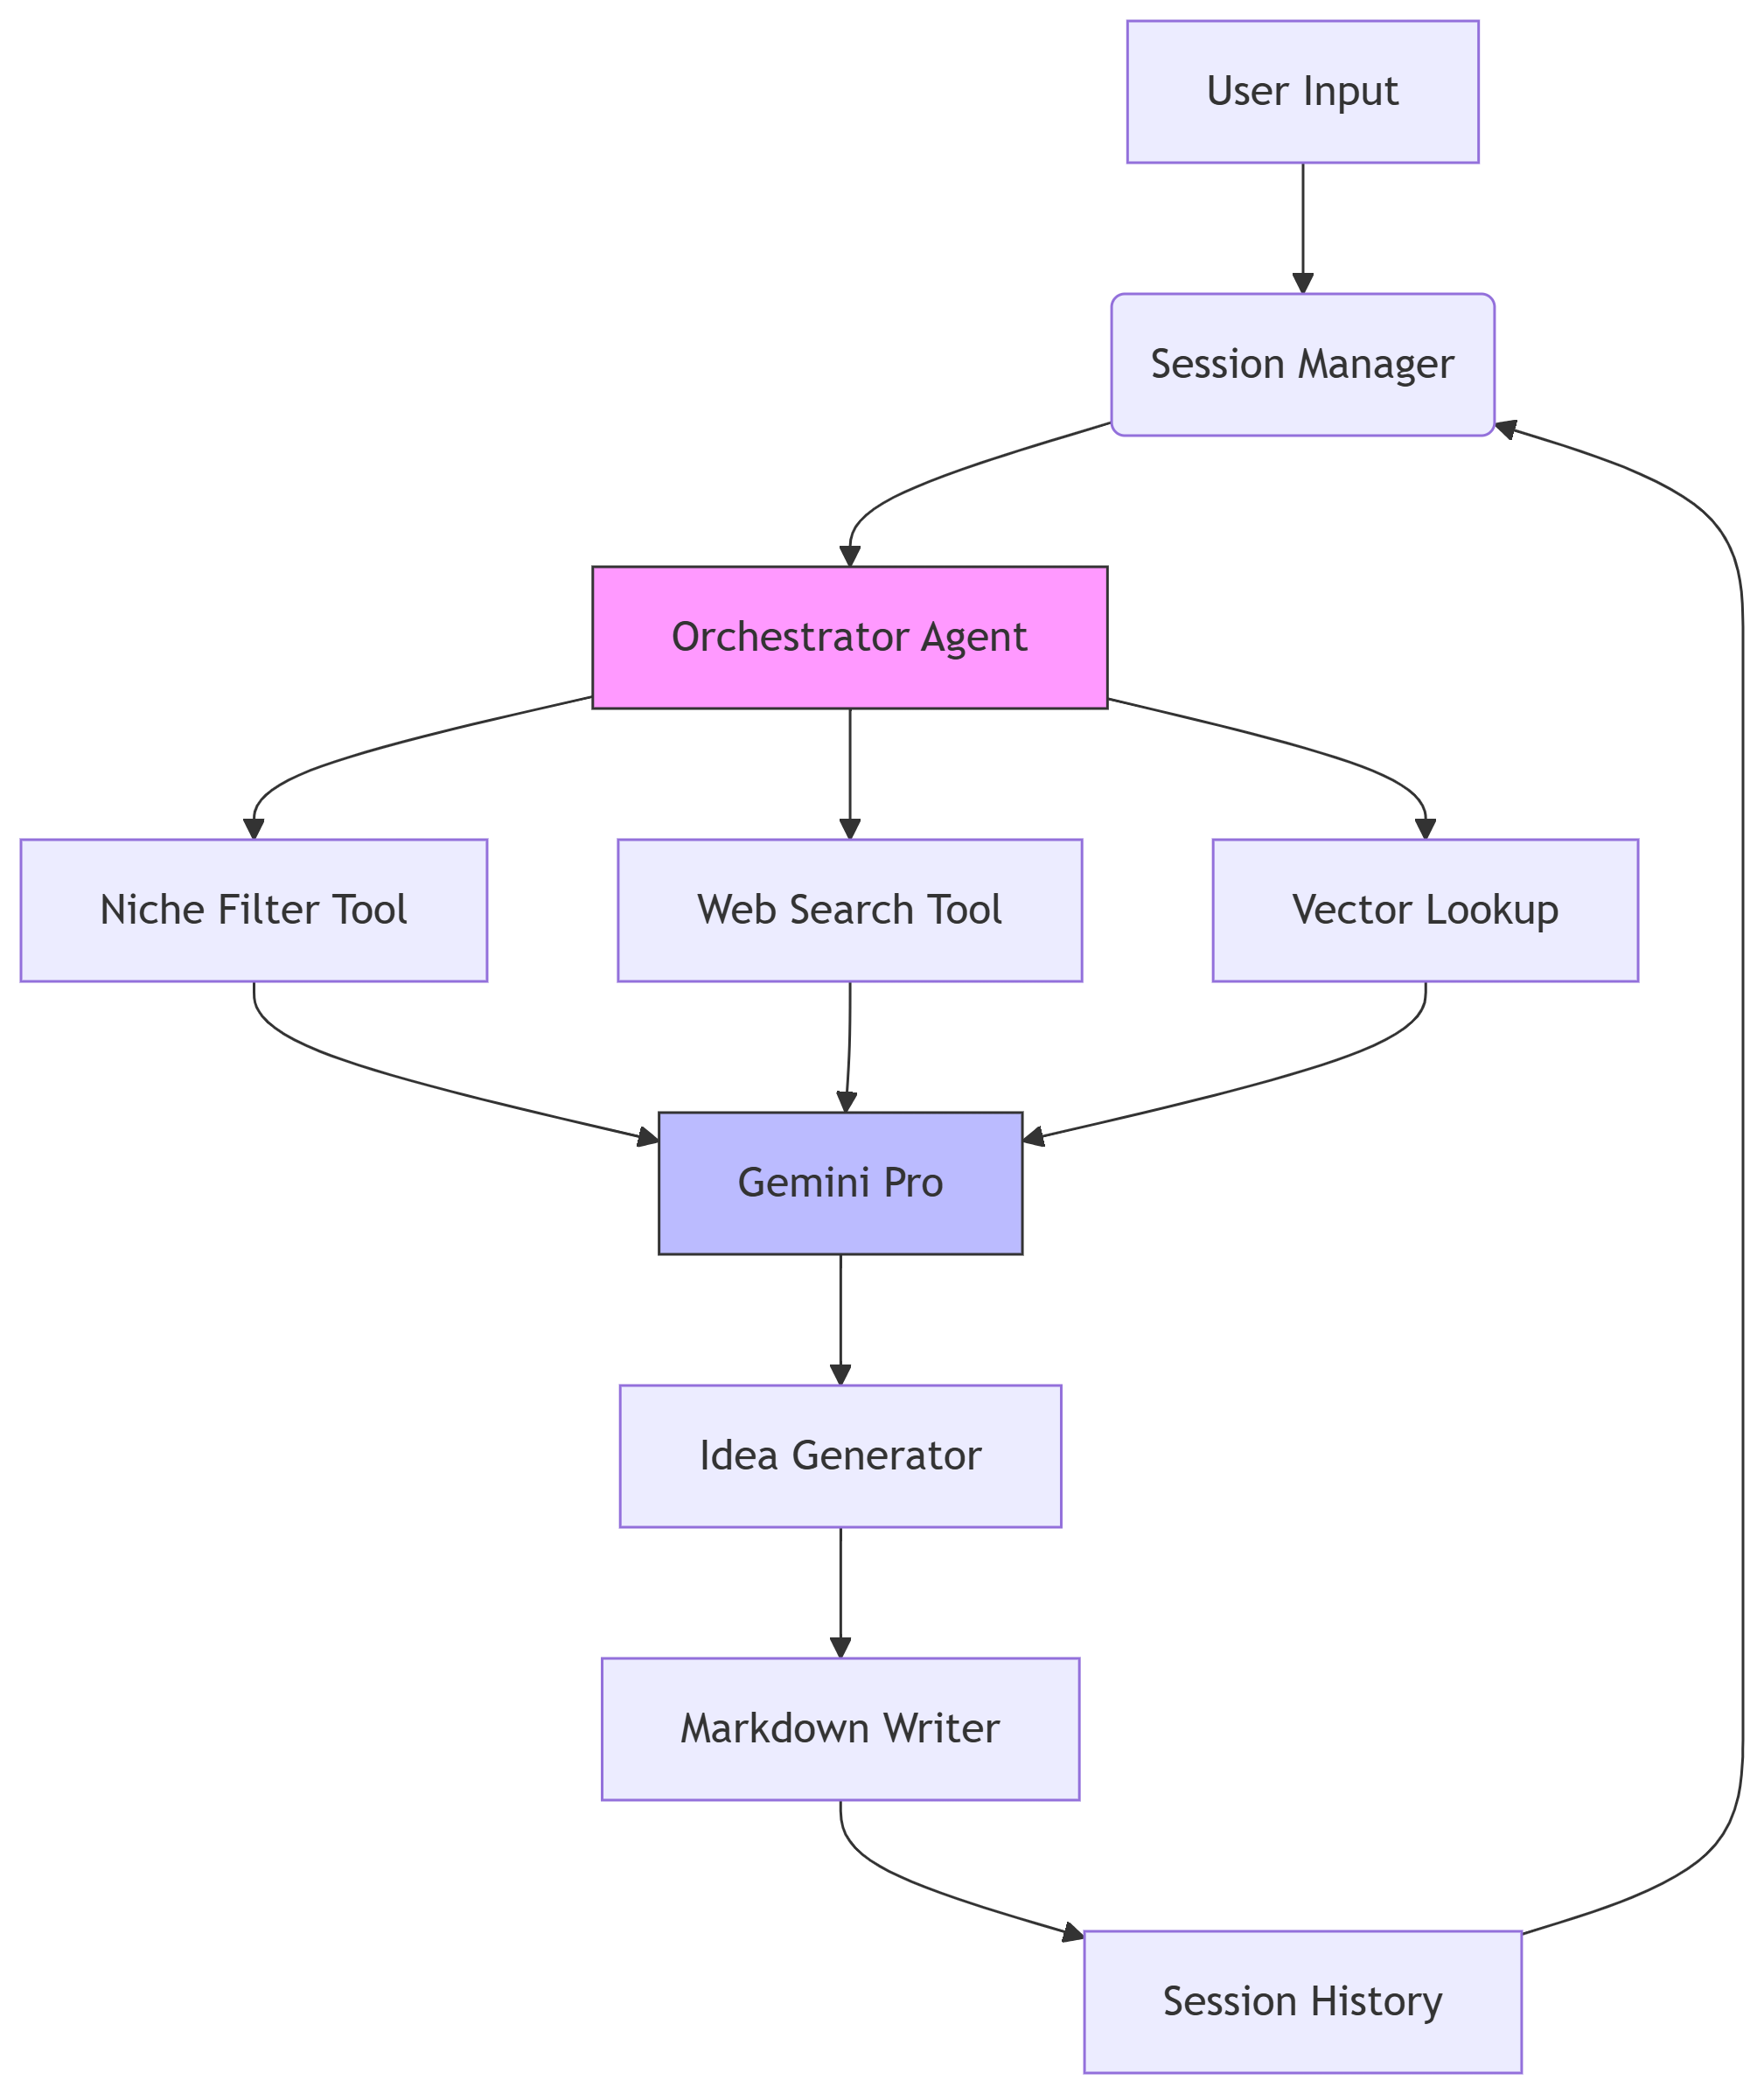 User Input
Session Manager
Orchestrator Agent
Niche Filter Tool
Web Search Tool
Vector Lookup
Gemini Pro
Idea Generator
Markdown Writer
Session History